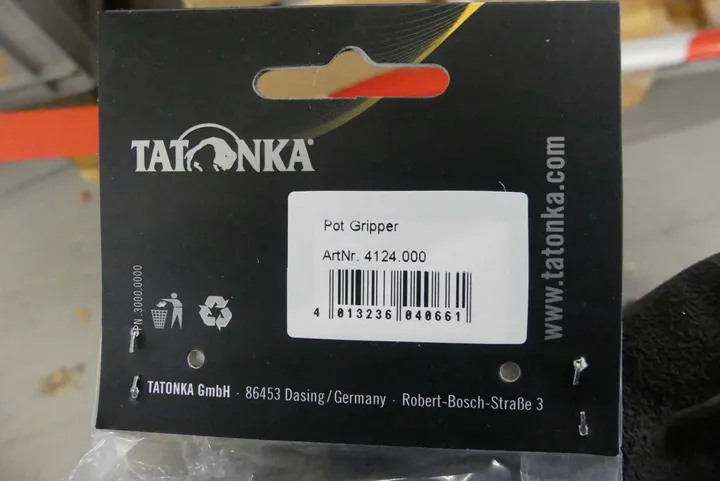 TATONKA
Pot Gripper
ArtNr. 4124.000
4 013236 040661
www.tatonka.com
PN .3000.0000
TATONKA GmbH · 86453 Dasing/Germany · Robert-Bosch-Straße 3